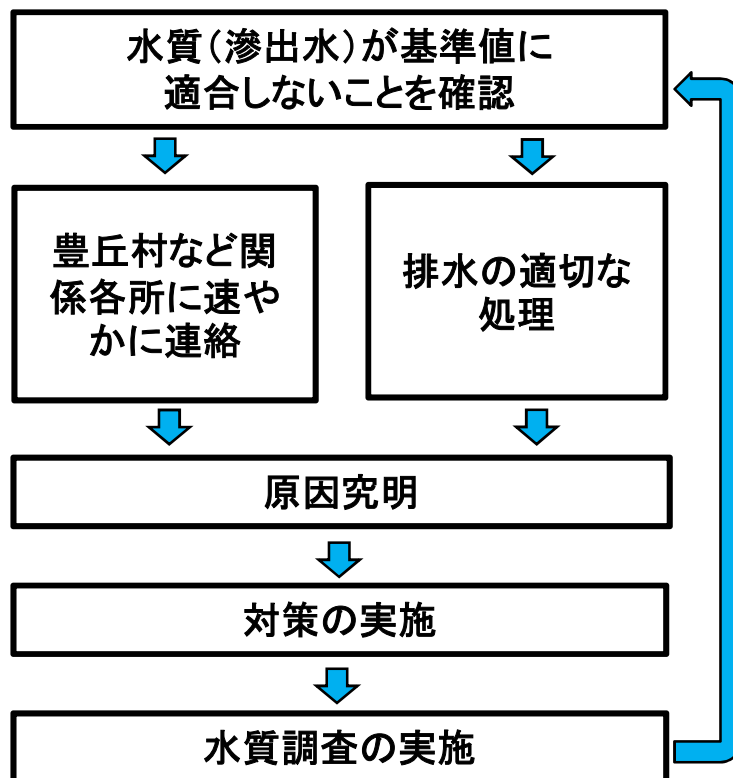 水質(滲出水)が基準値に
適合しないことを確認
豊丘村など関
係各所に速や
かに連絡
排水の適切な
処理
原因究明
対策の実施
水質調査の実施